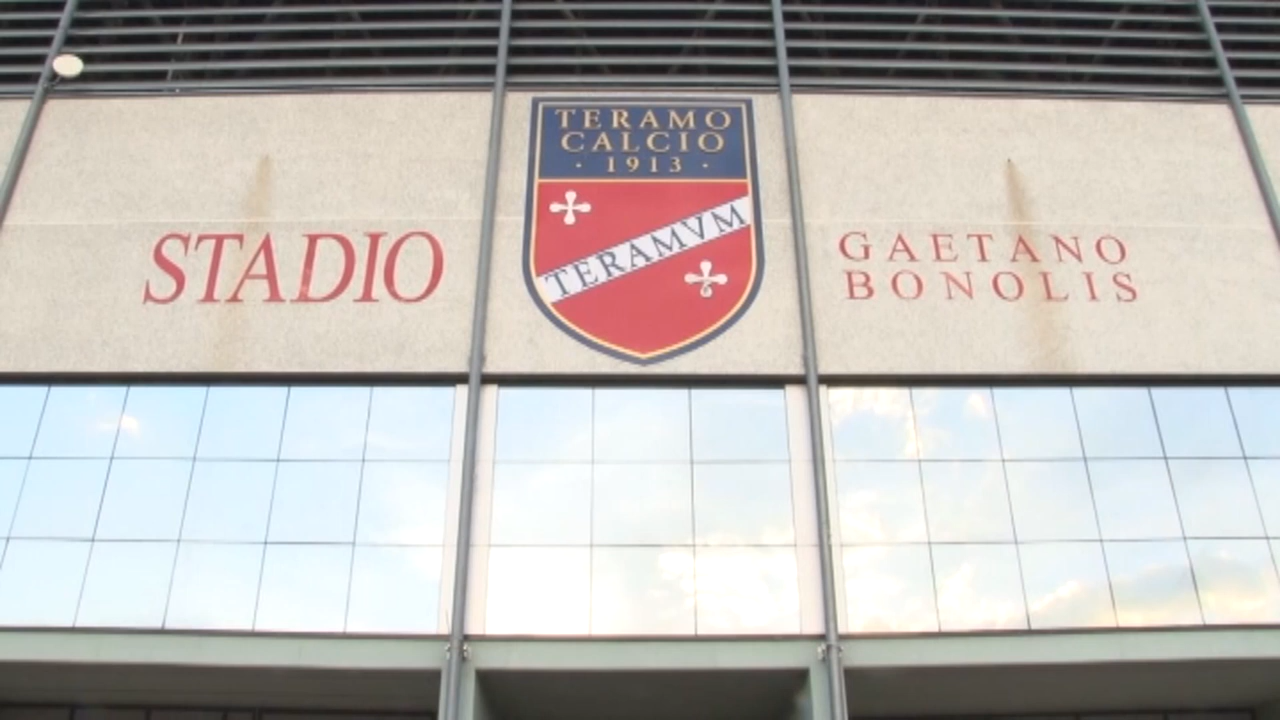 STADIO
TERAMO
CALCIO
· 1913 ·
TERAMVM
GAETANO
BONOLIS